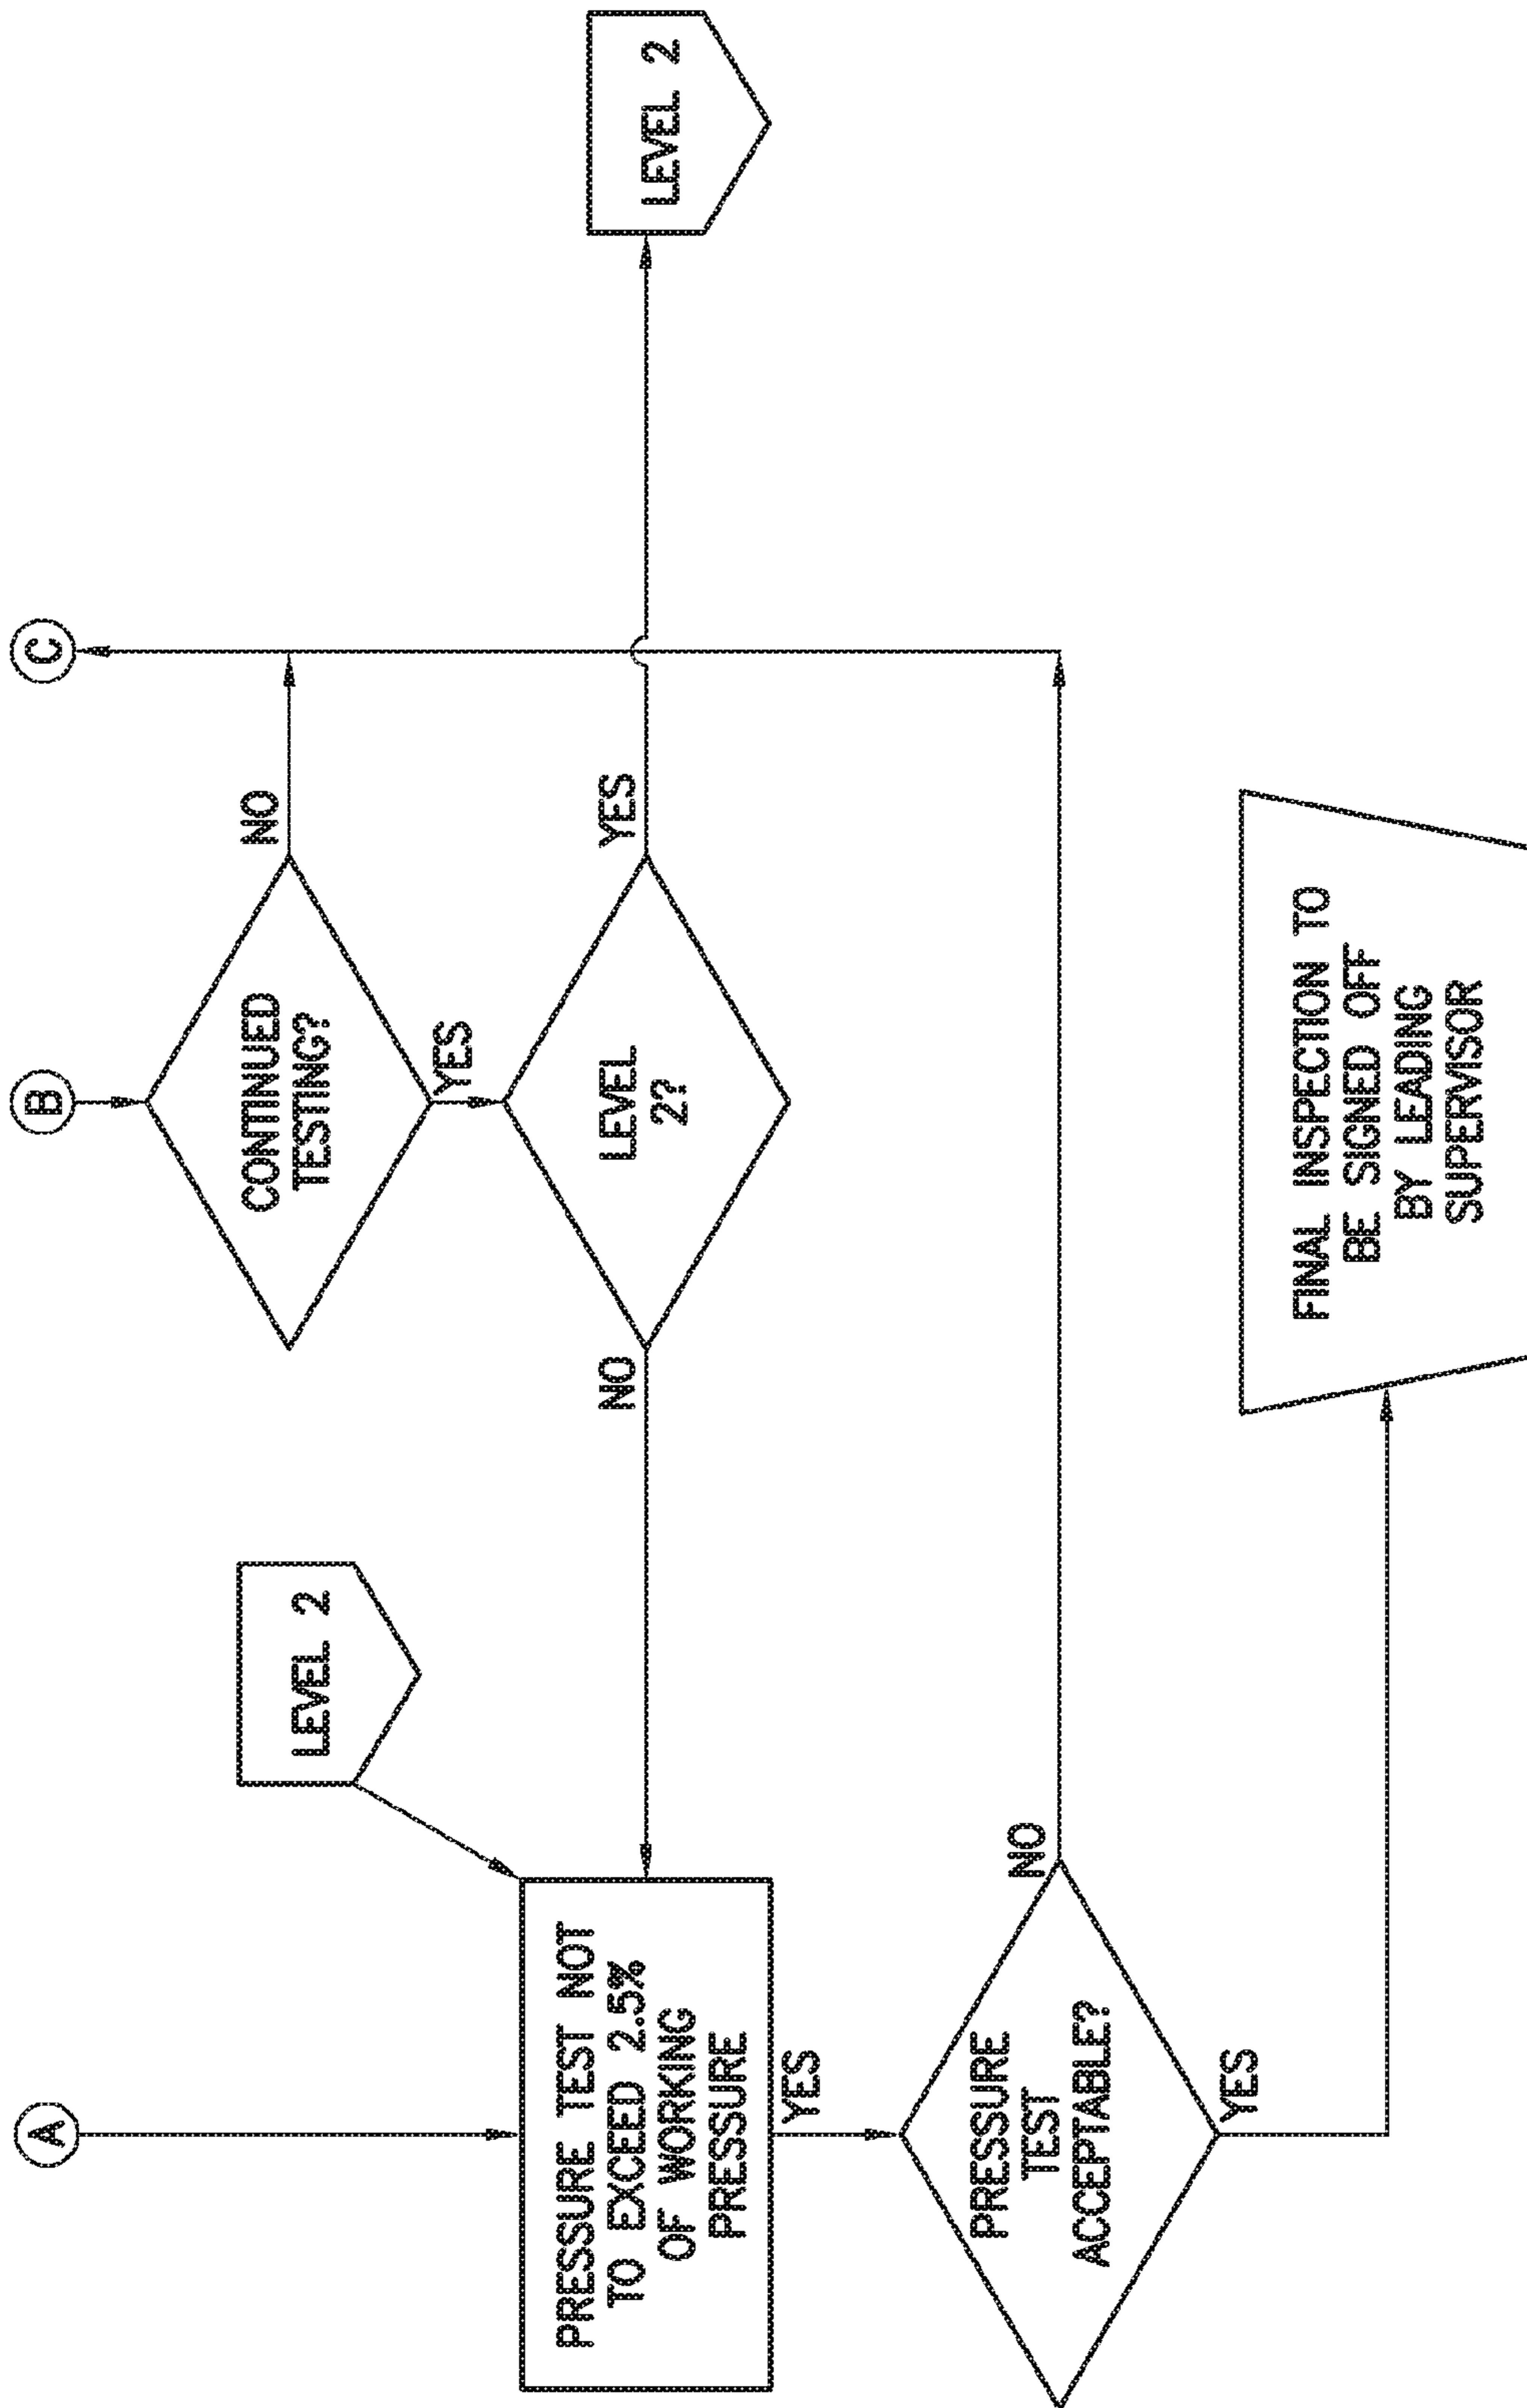 A
B
C
LEVEL 2
CONTINUED
TESTING?
NO
YES
PRESSURE TEST NOT
TO EXCEED 2.5%
OF WORKING
PRESSURE
NO
LEVEL
2?
YES
LEVEL 2
YES
PRESSURE
TEST
ACCEPTABLE?
NO
YES
FINAL INSPECTION TO
BE SIGNED OFF
BY LEADING
SUPERVISOR